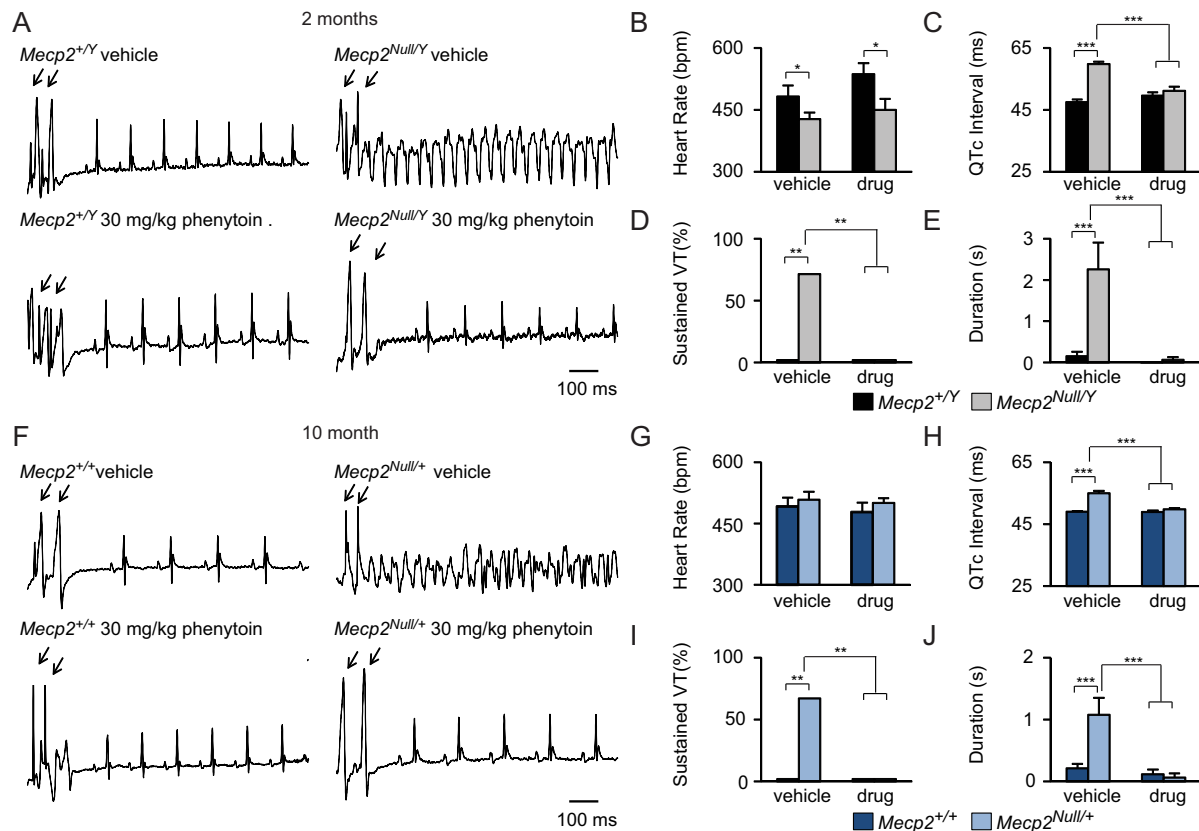 A
2 months
Mecp2+/Y vehicle
Mecp2Null/Y vehicle
Mecp2+/Y 30 mg/kg phenytoin .
Mecp2Null/Y 30 mg/kg phenytoin
100 ms
B
Heart Rate (bpm)
600
450
300
*
*
vehicle
drug
C
QTc Interval (ms)
65
45
25
***
***
vehicle
drug
D
Sustained VT(%)
100
50
0
**
**
vehicle
drug
E
Duration (s)
3
2
1
0
***
***
vehicle
drug
Mecp2+/Y
Mecp2Null/Y
F
10 month
Mecp2+/+ vehicle
Mecp2Null/+ vehicle
Mecp2+/+ 30 mg/kg phenytoin
Mecp2Null/+ 30 mg/kg phenytoin
100 ms
G
Heart Rate (bpm)
600
500
400
300
vehicle
drug
H
QTc Interval (ms)
65
45
25
***
***
vehicle
drug
I
Sustained VT(%)
100
50
0
**
**
vehicle
drug
J
Duration (s)
2
1
0
***
***
vehicle
drug
Mecp2+/+
Mecp2Null/+